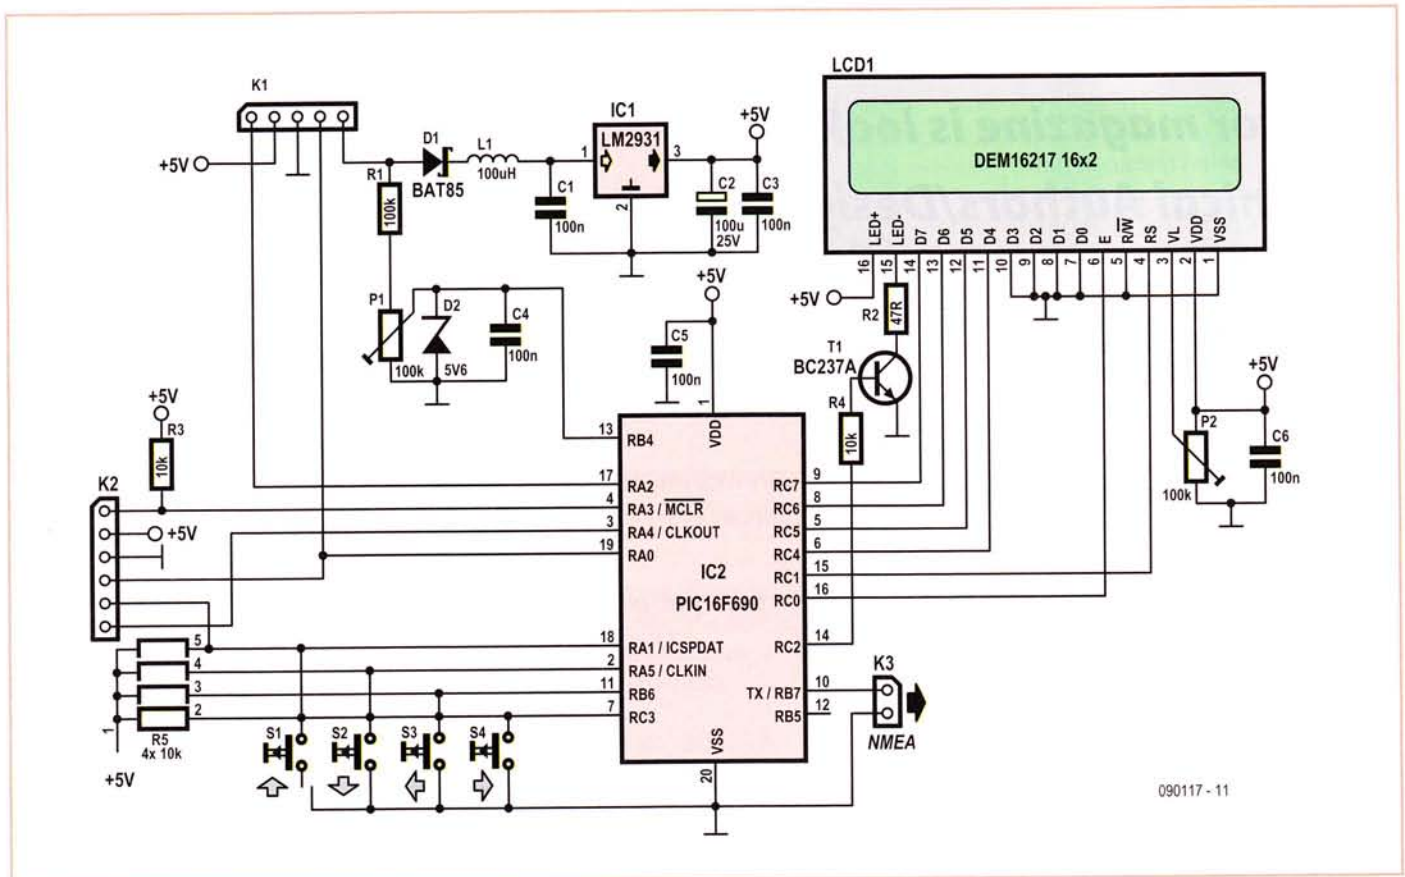 or magazine is loc
nical Authors/Desi
LCD1
DEM16217 16x2
LED+
LED-
D7
D6
D5
D4
D3
D2
D1
D0
E
R/W
RS
VL
VDD
VSS
16
15
14
13
12
11
10
9
8
7
6
5
4
3
2
1
K1
+5V
R1
100k
D1
BAT85
L1
100uH
C1
100n
IC1
LM2931
1
3
2
+5V
C2
100u
25V
C3
100n
P1
100k
D2
5V6
C4
100n
+5V
C5
100n
+5V
R2
47R
T1
BC237A
R4
10k
+5V
P2
100k
C6
100n
+5V
R3
10k
K2
+5V
1
VDD
13
RB4
17
RA2
4
RA3 / MCLR
3
RA4 / CLKOUT
19
RA0
18
RA1 / ICSPDAT
2
RA5 / CLKIN
11
RB6
7
RC3
IC2
PIC16F690
9
RC7
8
RC6
5
RC5
6
RC4
15
RC1
16
RC0
14
RC2
10
TX / RB7
12
RB5
VSS
20
K3
NMEA
5
4
3
2
1
R5
4x 10k
+5V
S1
S2
S3
S4
090117 - 11